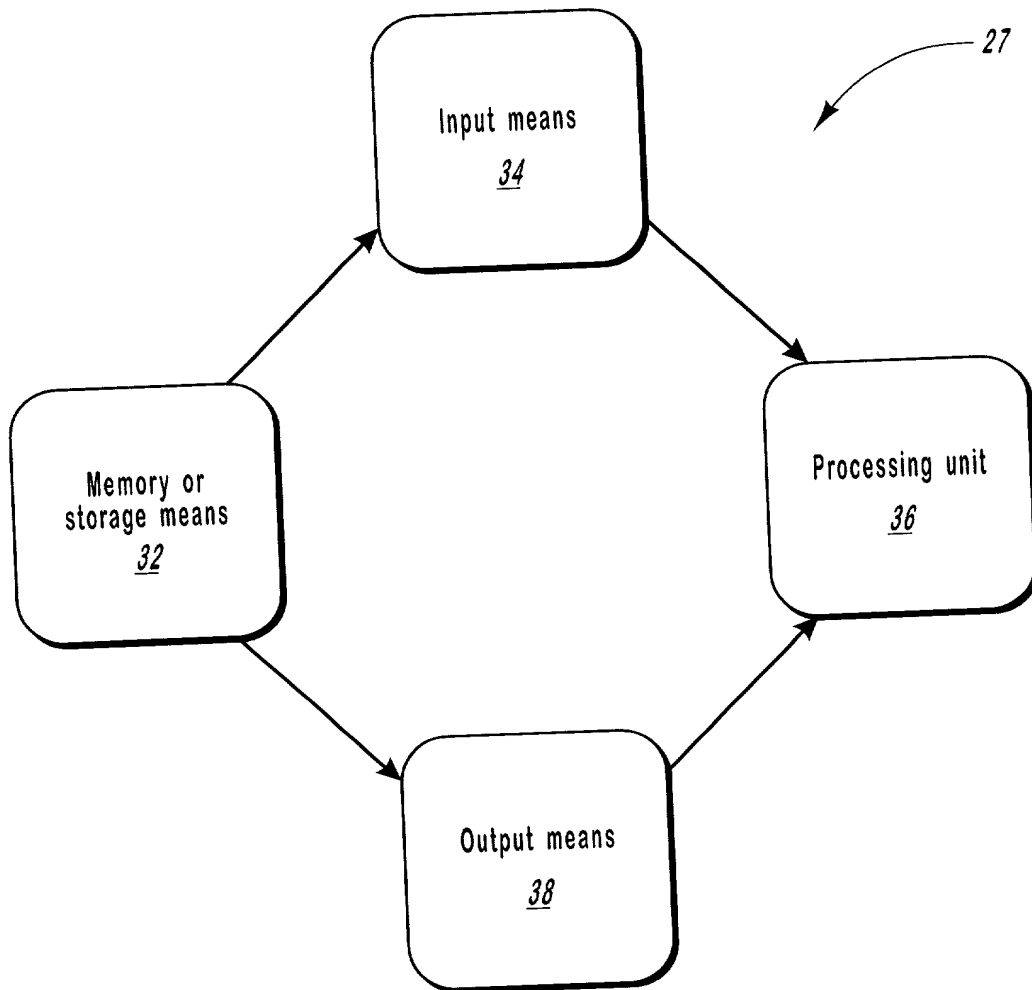 27
Input means
34
Memory or
storage means
32
Processing unit
36
Output means
38